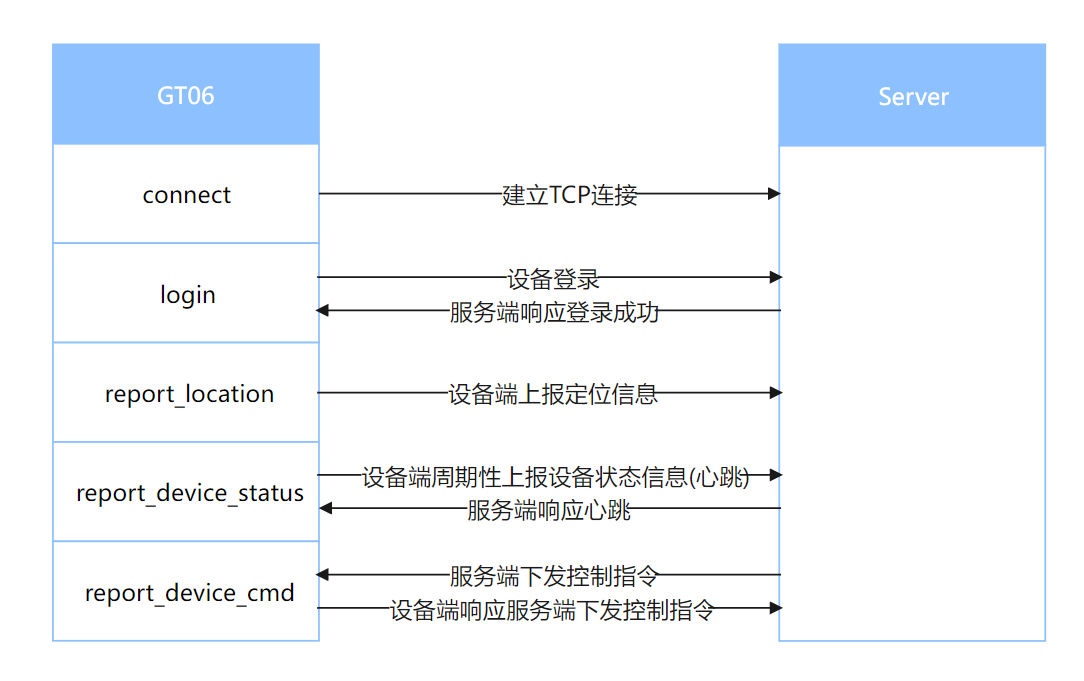 GT06
Server
connect
建立TCP连接
login
设备登录
服务端响应登录成功
report_location
设备端上报定位信息
report_device_status
设备端周期性上报设备状态信息(心跳)
服务端响应心跳
report_device_cmd
服务端下发控制指令
设备端响应服务端下发控制指令